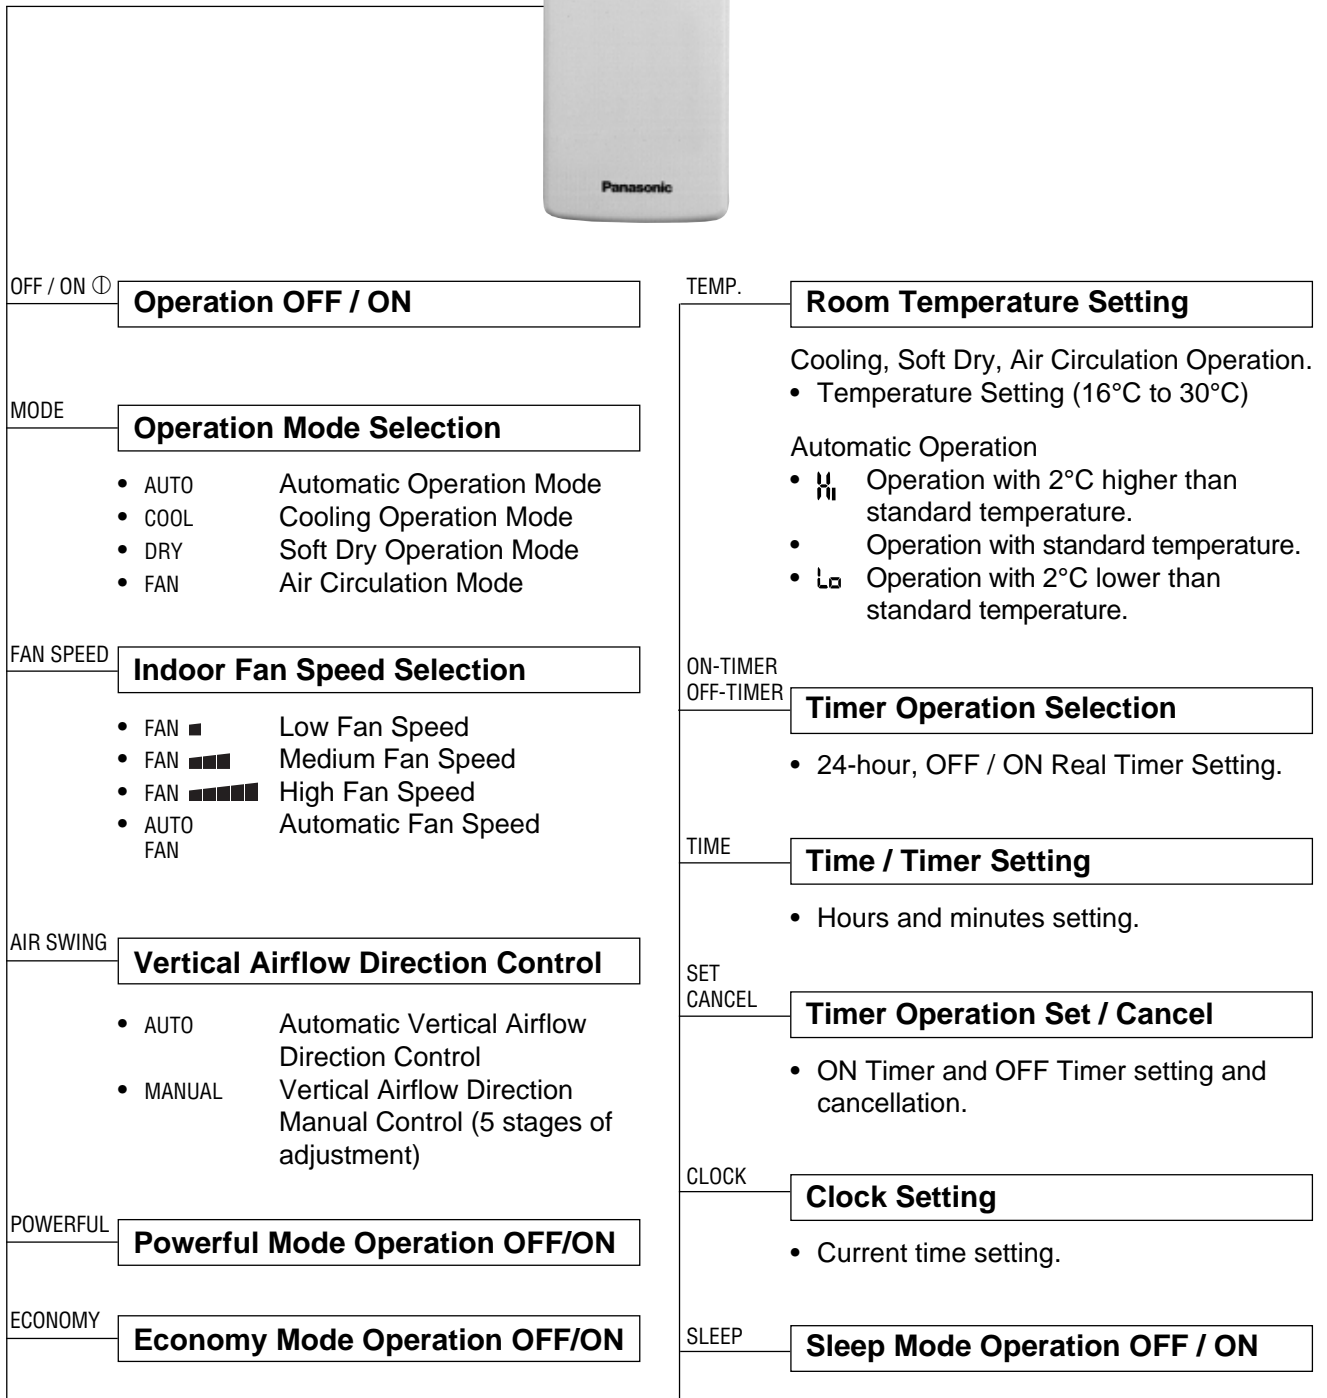 Panasonic
OFF / ON
Operation OFF / ON
MODE
Operation Mode Selection
• AUTO Automatic Operation Mode
• COOL Cooling Operation Mode
• DRY Soft Dry Operation Mode
• FAN Air Circulation Mode
FAN SPEED
Indoor Fan Speed Selection
• FAN Low Fan Speed
• FAN Medium Fan Speed
• FAN High Fan Speed
• AUTO Automatic Fan Speed
FAN
AIR SWING
Vertical Airflow Direction Control
• AUTO Automatic Vertical Airflow
Direction Control
• MANUAL Vertical Airflow Direction
Manual Control (5 stages of
adjustment)
POWERFUL
Powerful Mode Operation OFF/ON
ECONOMY
Economy Mode Operation OFF/ON
TEMP.
Room Temperature Setting
Cooling, Soft Dry, Air Circulation Operation.
• Temperature Setting (16°C to 30°C)
Automatic Operation
• HI Operation with 2°C higher than
standard temperature.
• Operation with standard temperature.
• Lo Operation with 2°C lower than
standard temperature.
ON-TIMER
OFF-TIMER
Timer Operation Selection
• 24-hour, OFF / ON Real Timer Setting.
TIME
Time / Timer Setting
• Hours and minutes setting.
SET
CANCEL
Timer Operation Set / Cancel
• ON Timer and OFF Timer setting and
cancellation.
CLOCK
Clock Setting
• Current time setting.
SLEEP
Sleep Mode Operation OFF / ON